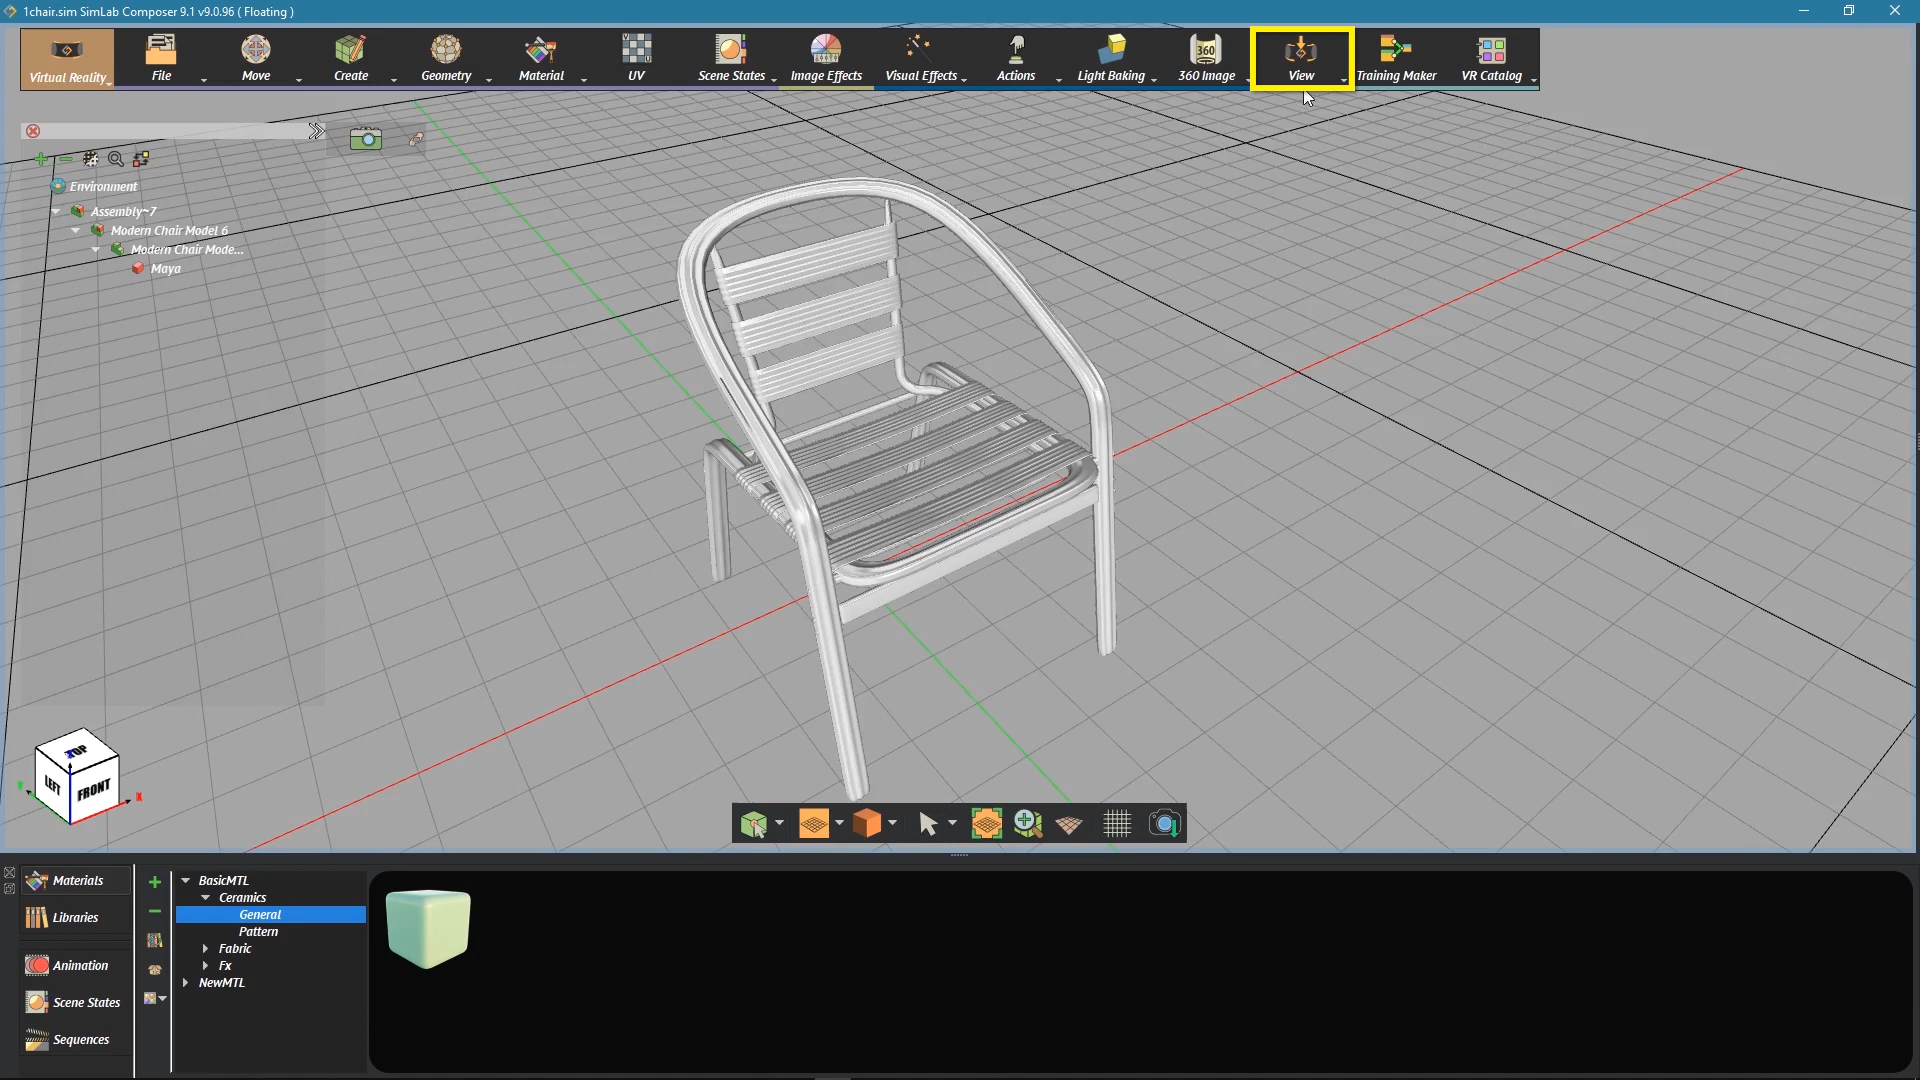 1chair.sim SimLab Composer 9.1 v9.0.96 ( Floating )
Virtual Reality File Move Create Geometry Material UV Scene States Image Effects Visual Effects Actions Light Baking 360 Image View Training Maker VR Catalog
360
Environment
Assembly~7
Modern Chair Model 6
Modern Chair Mode...
Maya
TOP
LEFT
FRONT
X
Y
Materials
Libraries
Animation
Scene States
Sequences
BasicMTL
Ceramics
General
Pattern
Fabric
Fx
NewMTL